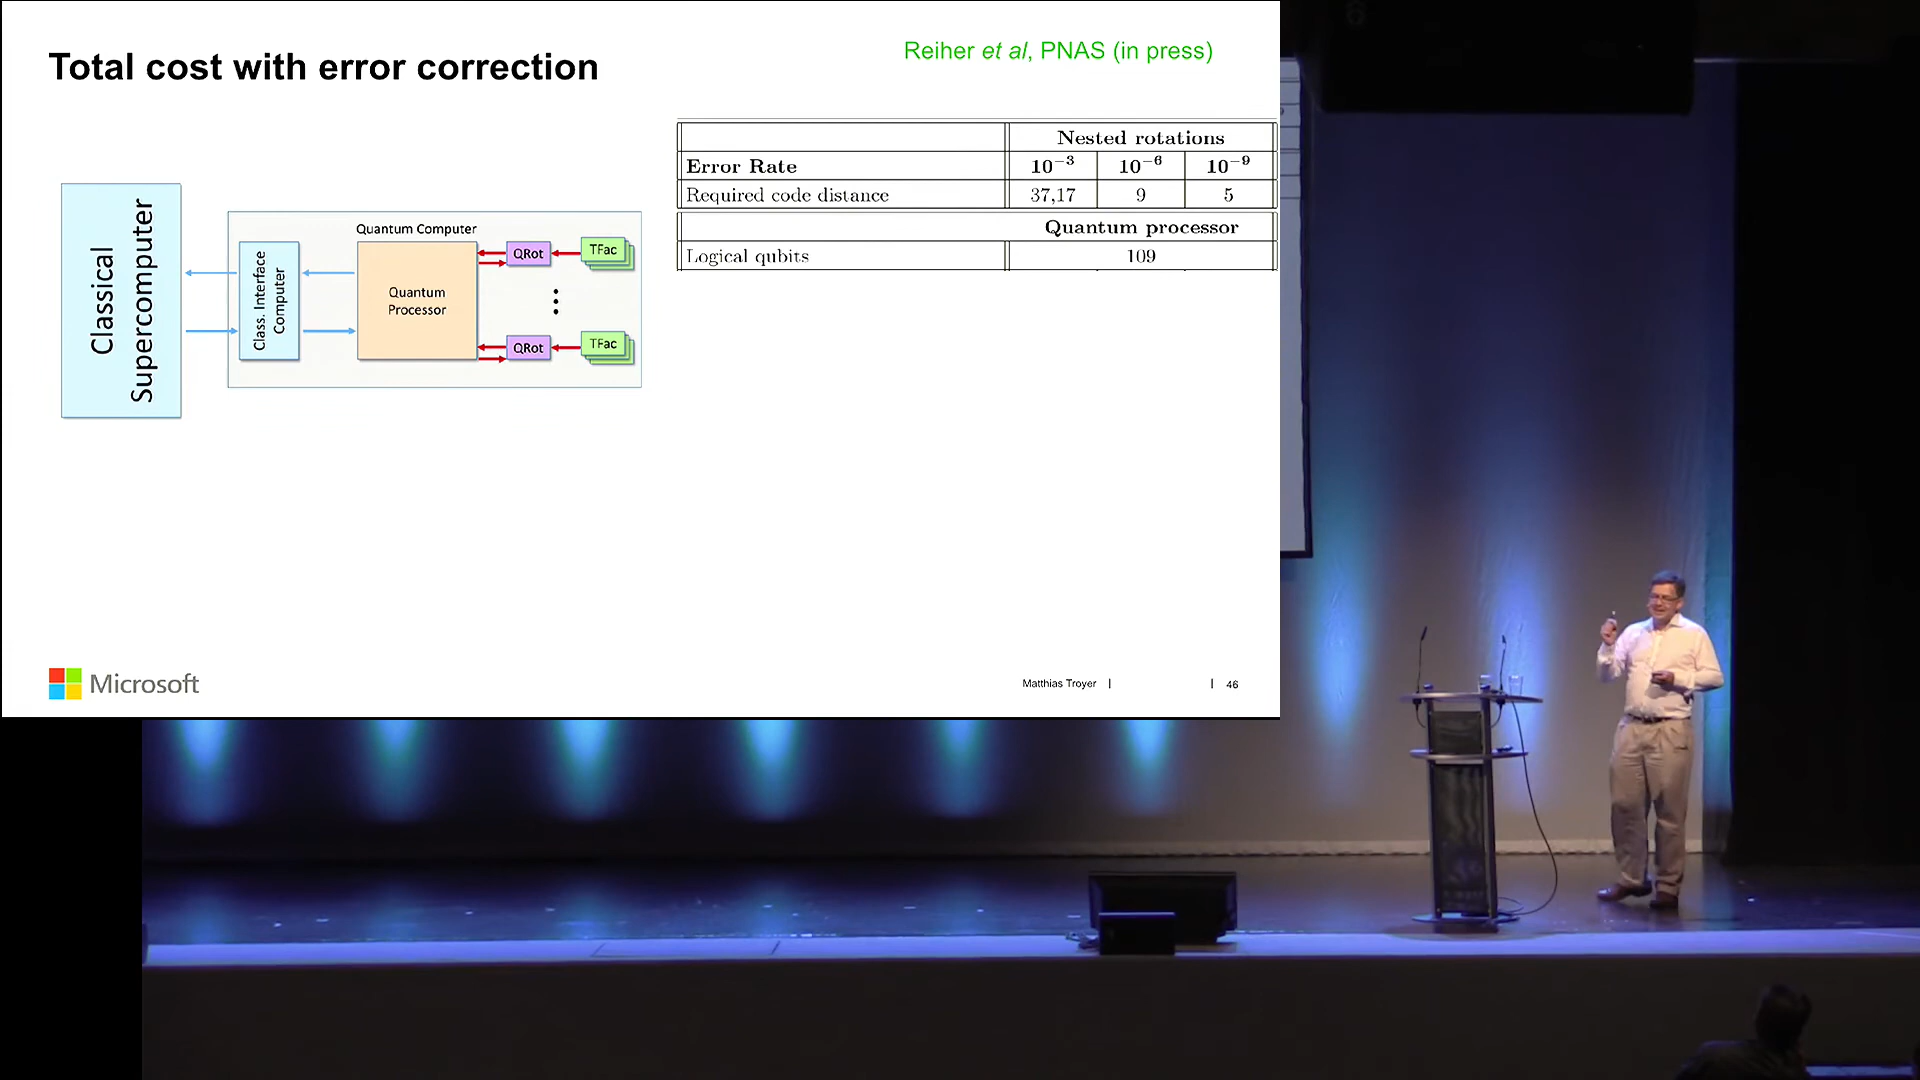 Total cost with error correction
Reiher et al, PNAS (in press)
Classical
Supercomputer
Quantum Computer
Class. Interface
Computer
Quantum
Processor
QRot
TFac
QRot
TFac
Nested rotations
Error Rate 10⁻³ 10⁻⁶ 10⁻⁹
Required code distance 37,17 9 5
Quantum processor
Logical qubits 109
Microsoft
Matthias Troyer | | 46